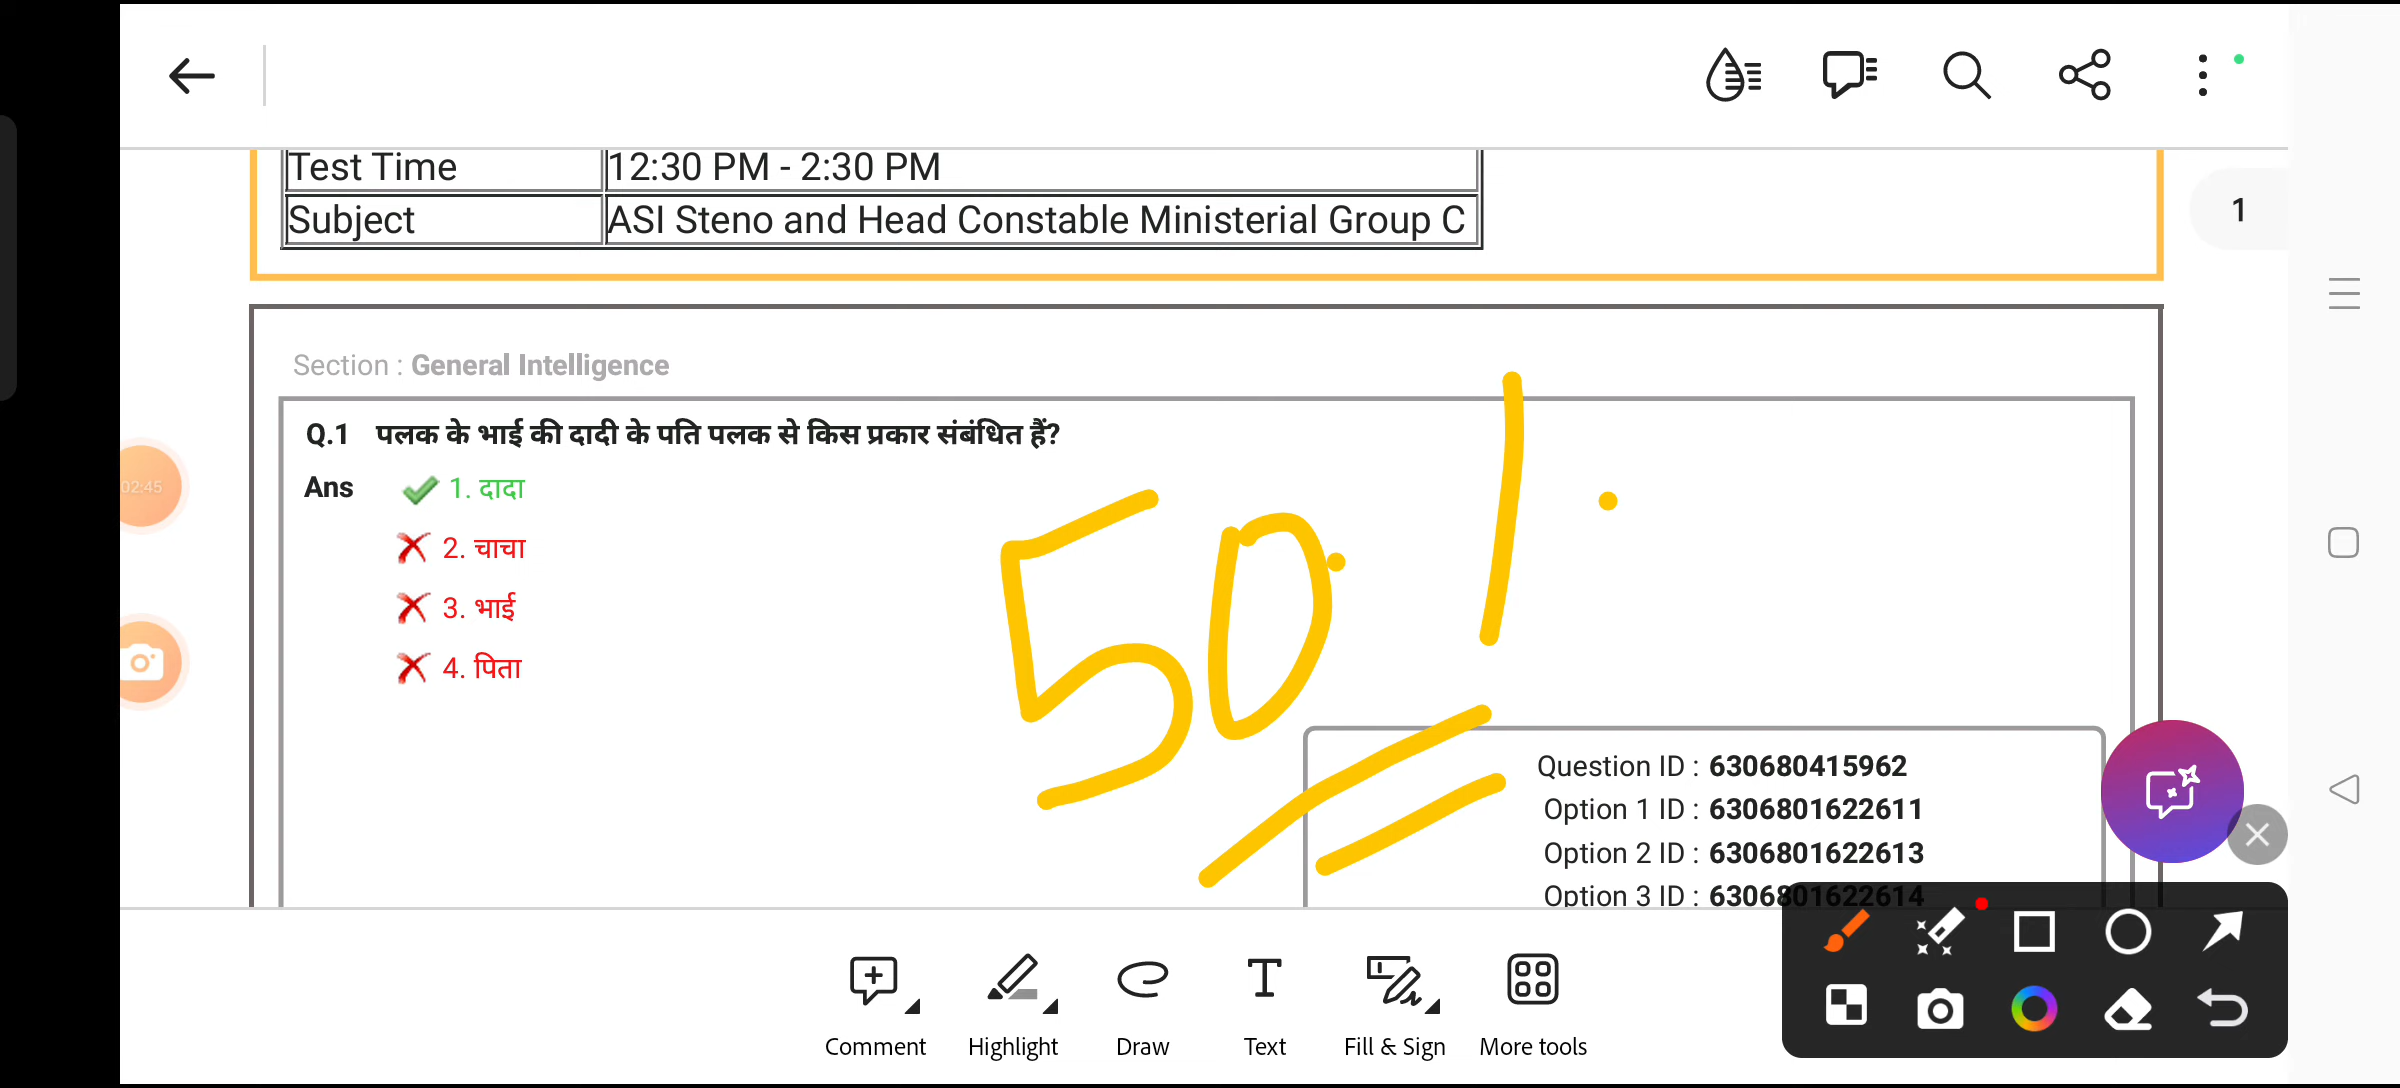 Test Time 12:30 PM - 2:30 PM
1
Subject ASI Steno and Head Constable Ministerial Group C
Section : General Intelligence
Q.1 पलक के भाई की दादी के पति पलक से किस प्रकार संबंधित हैं?
Ans 1. दादा
02:45
2. चाचा
3. भाई
4. पिता
50.%
Question ID : 630680415962
Option 1 ID : 6306801622611
Option 2 ID : 6306801622613
Option 3 ID : 6306801622614
Comment Highlight Draw Text Fill & Sign More tools